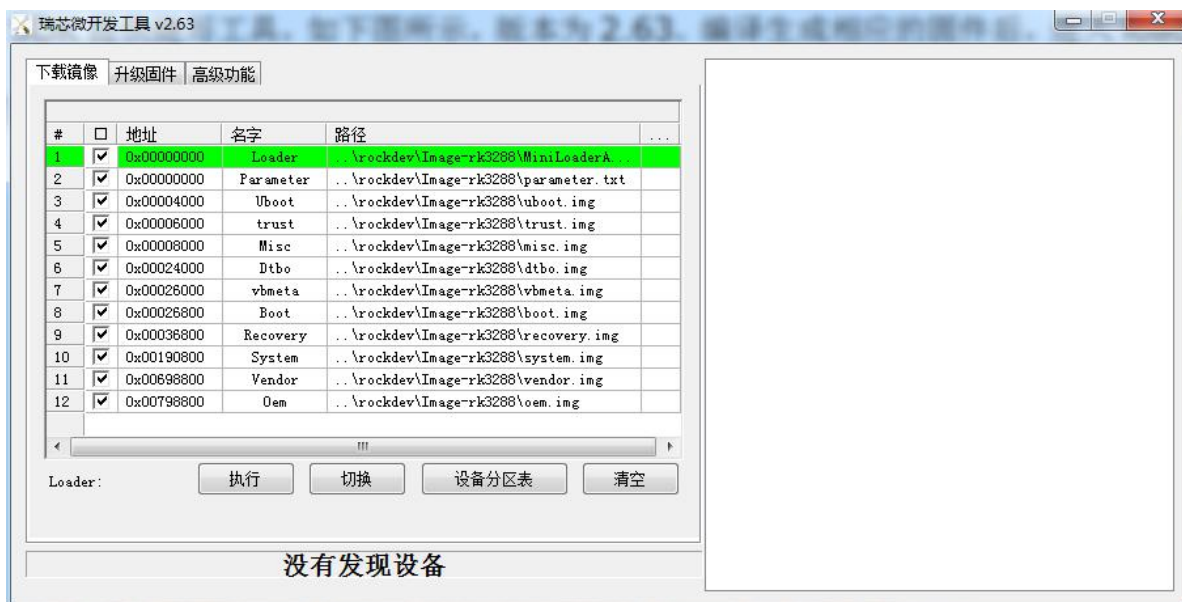 瑞芯微开发工具 v2.63
下载镜像 升级固件 高级功能
# 地址 名字 路径 ...
1 0x00000000 Loader ..\rockdev\Image-rk3288\MiniLoaderA...
2 0x00000000 Parameter ..\rockdev\Image-rk3288\parameter.txt
3 0x00004000 Uboot ..\rockdev\Image-rk3288\uboot.img
4 0x00006000 trust ..\rockdev\Image-rk3288\trust.img
5 0x00008000 Misc ..\rockdev\Image-rk3288\misc.img
6 0x00024000 Dtbo ..\rockdev\Image-rk3288\dtbo.img
7 0x00026000 vbmeta ..\rockdev\Image-rk3288\vbmeta.img
8 0x00026800 Boot ..\rockdev\Image-rk3288\boot.img
9 0x00036800 Recovery ..\rockdev\Image-rk3288\recovery.img
10 0x00190800 System ..\rockdev\Image-rk3288\system.img
11 0x00698800 Vendor ..\rockdev\Image-rk3288\vendor.img
12 0x00798800 Oem ..\rockdev\Image-rk3288\oem.img
Loader: 执行 切换 设备分区表 清空
没有发现设备